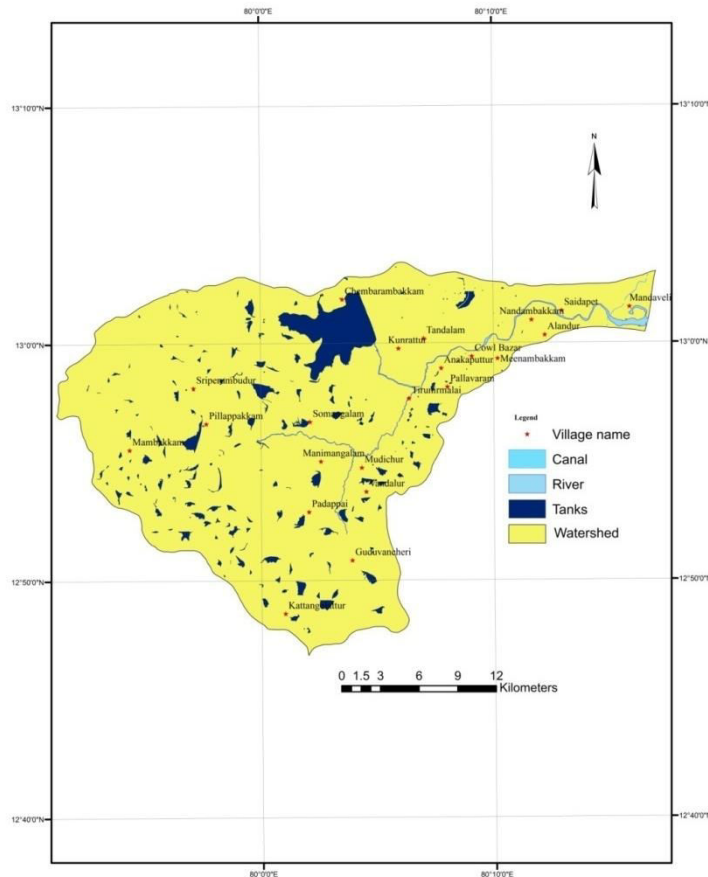 80°0'0"E 80°10'0"E
13°10'0"N 13°10'0"N
N
Chembarambakkam
Mandaveli
Saidapet
Nandambakkam
Alandur
Tandalam
Kunrattur
13°0'0"N 13°0'0"N
Cowl Bazar
Anakaputtur Meenambakkam
Pallavaram
Sriperumbudur
Tirunirmalai
Pillappakkam
Somangalam
Mambakkam
Manimangalam
Mudichur
Vandalur
Padappai
Guduvancheri
Kattangulattur
Legend
Village name
Canal
River
Tanks
Watershed
12°50'0"N 12°50'0"N
0 1.5 3 6 9 12
Kilometers
12°40'0"N 12°40'0"N
80°0'0"E 80°10'0"E